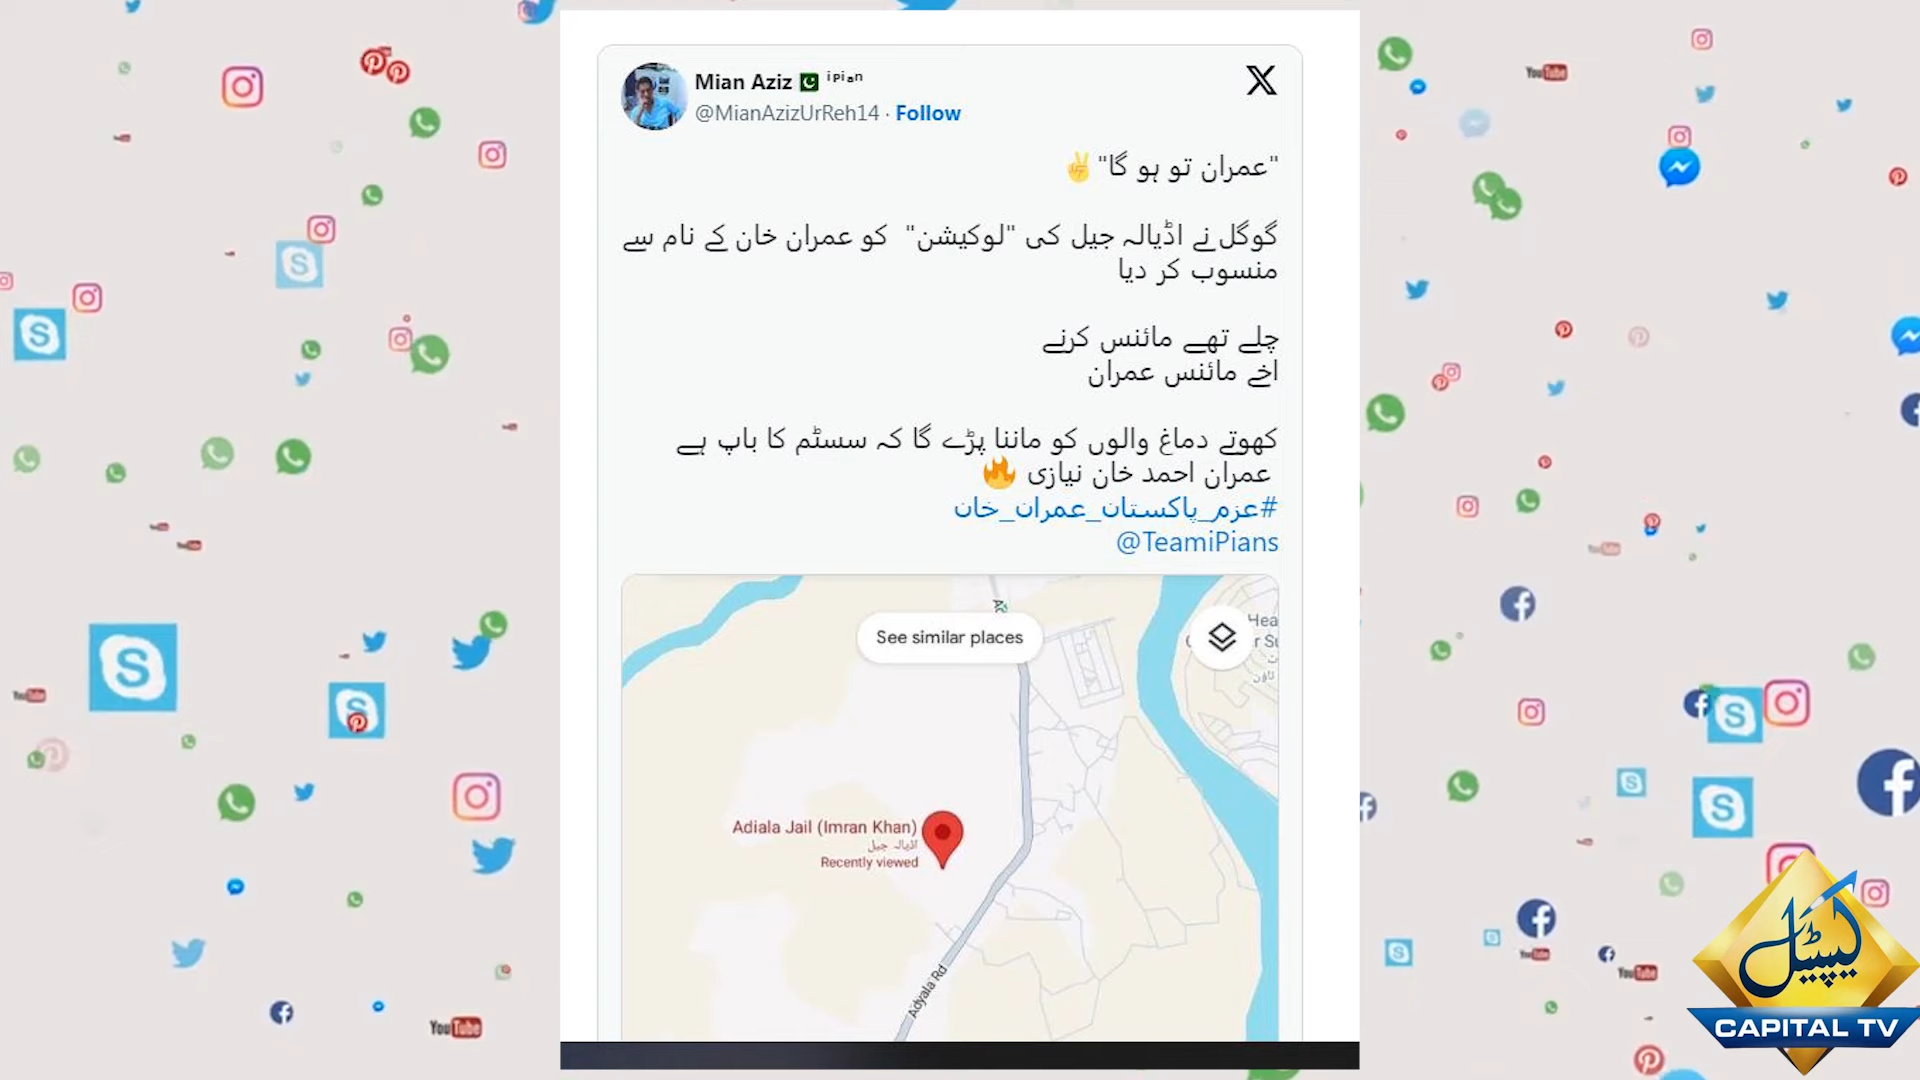 Mian Aziz 🇵🇰 ⁱᵖⁱᵃⁿ
@MianAzizUrReh14 · Follow
"عمران تو ہو گا"✌
گوگل نے اڈیالہ جیل کی "لوکیشن"  کو عمران خان کے نام سے
منسوب کر دیا
چلے تھے مائنس کرنے
اخے مائنس عمران
کھوتے دماغ والوں کو ماننا پڑے گا کہ سسٹم کا باپ ہے
عمران احمد خان نیازی 🔥
#عزم_پاکستان_عمران_خان
@TeamiPians
See similar places
Adiala Jail (Imran Khan)
اڈیالہ جیل
Recently viewed
Adyala Rd
کیپیٹل
CAPITAL TV